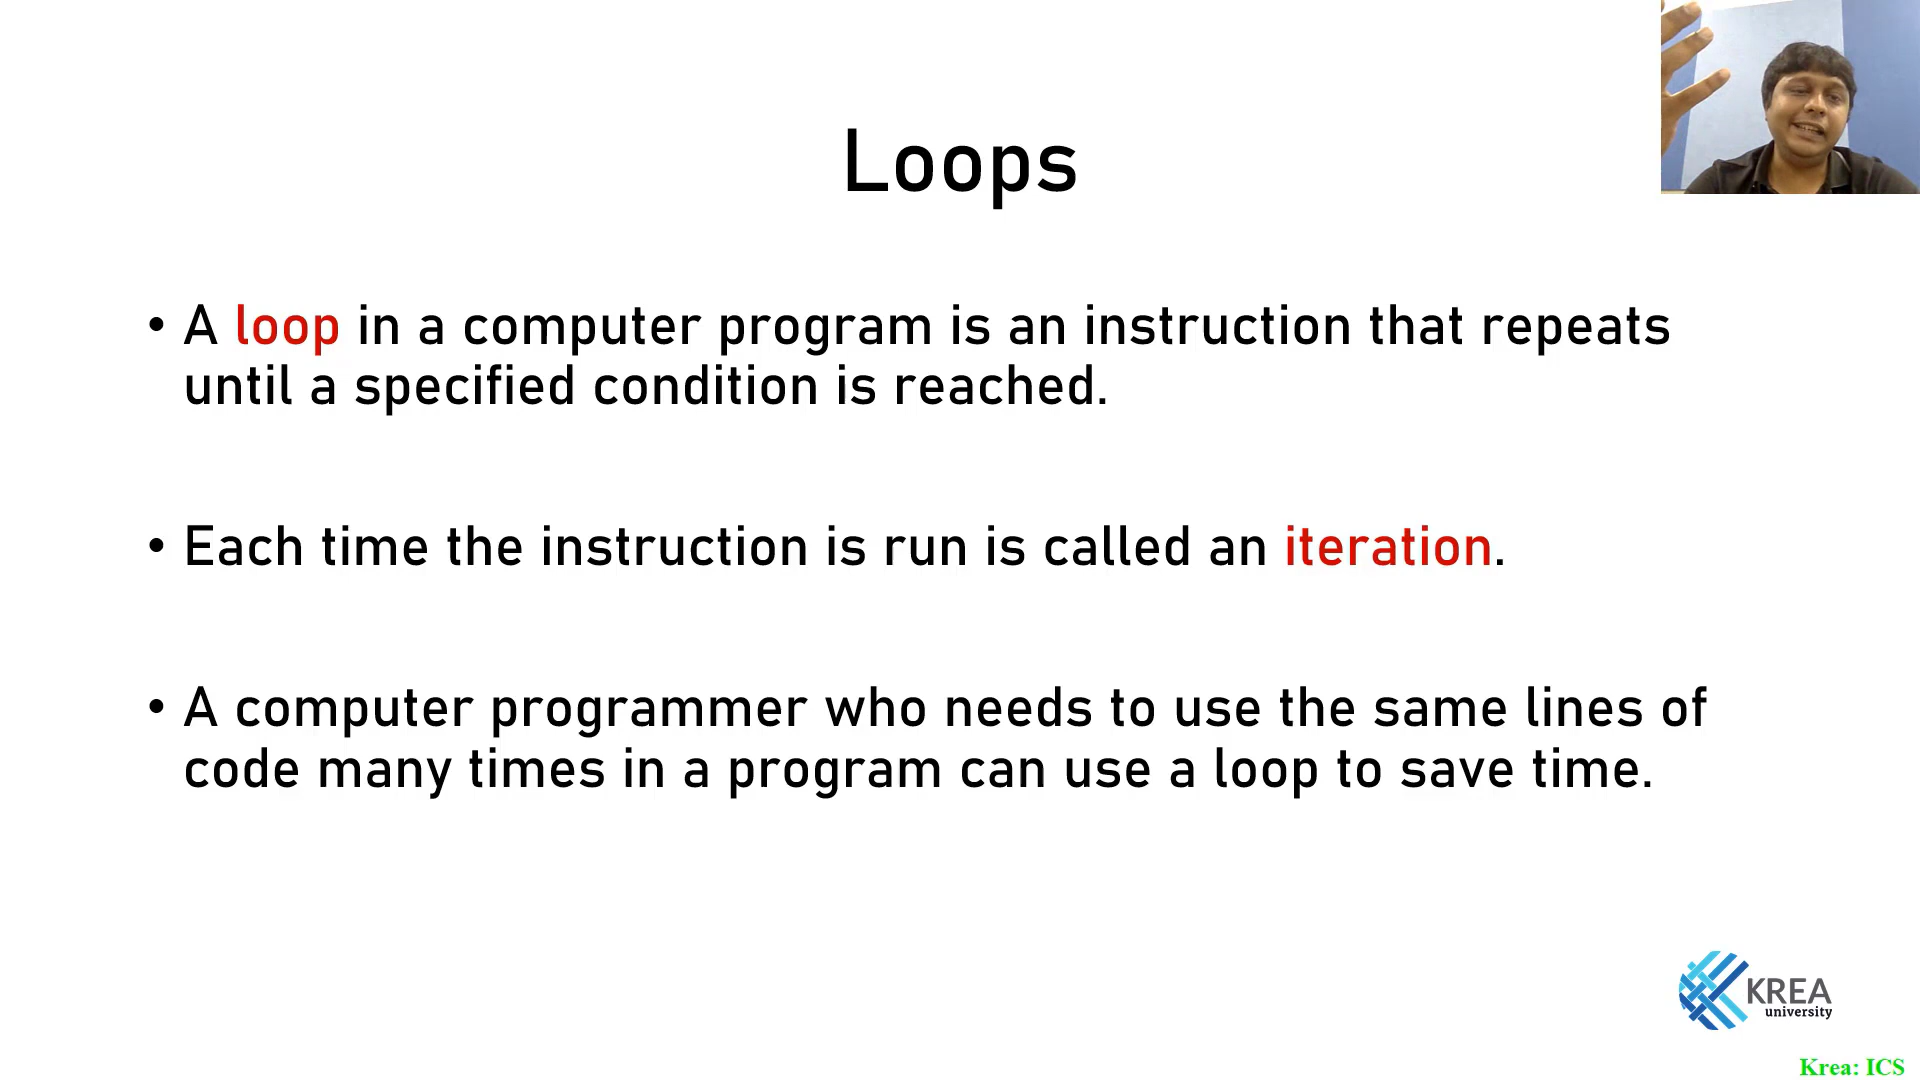 Loops
• A loop in a computer program is an instruction that repeats
until a specified condition is reached.
• Each time the instruction is run is called an iteration.
• A computer programmer who needs to use the same lines of
code many times in a program can use a loop to save time.
KREA
university
Krea: ICS